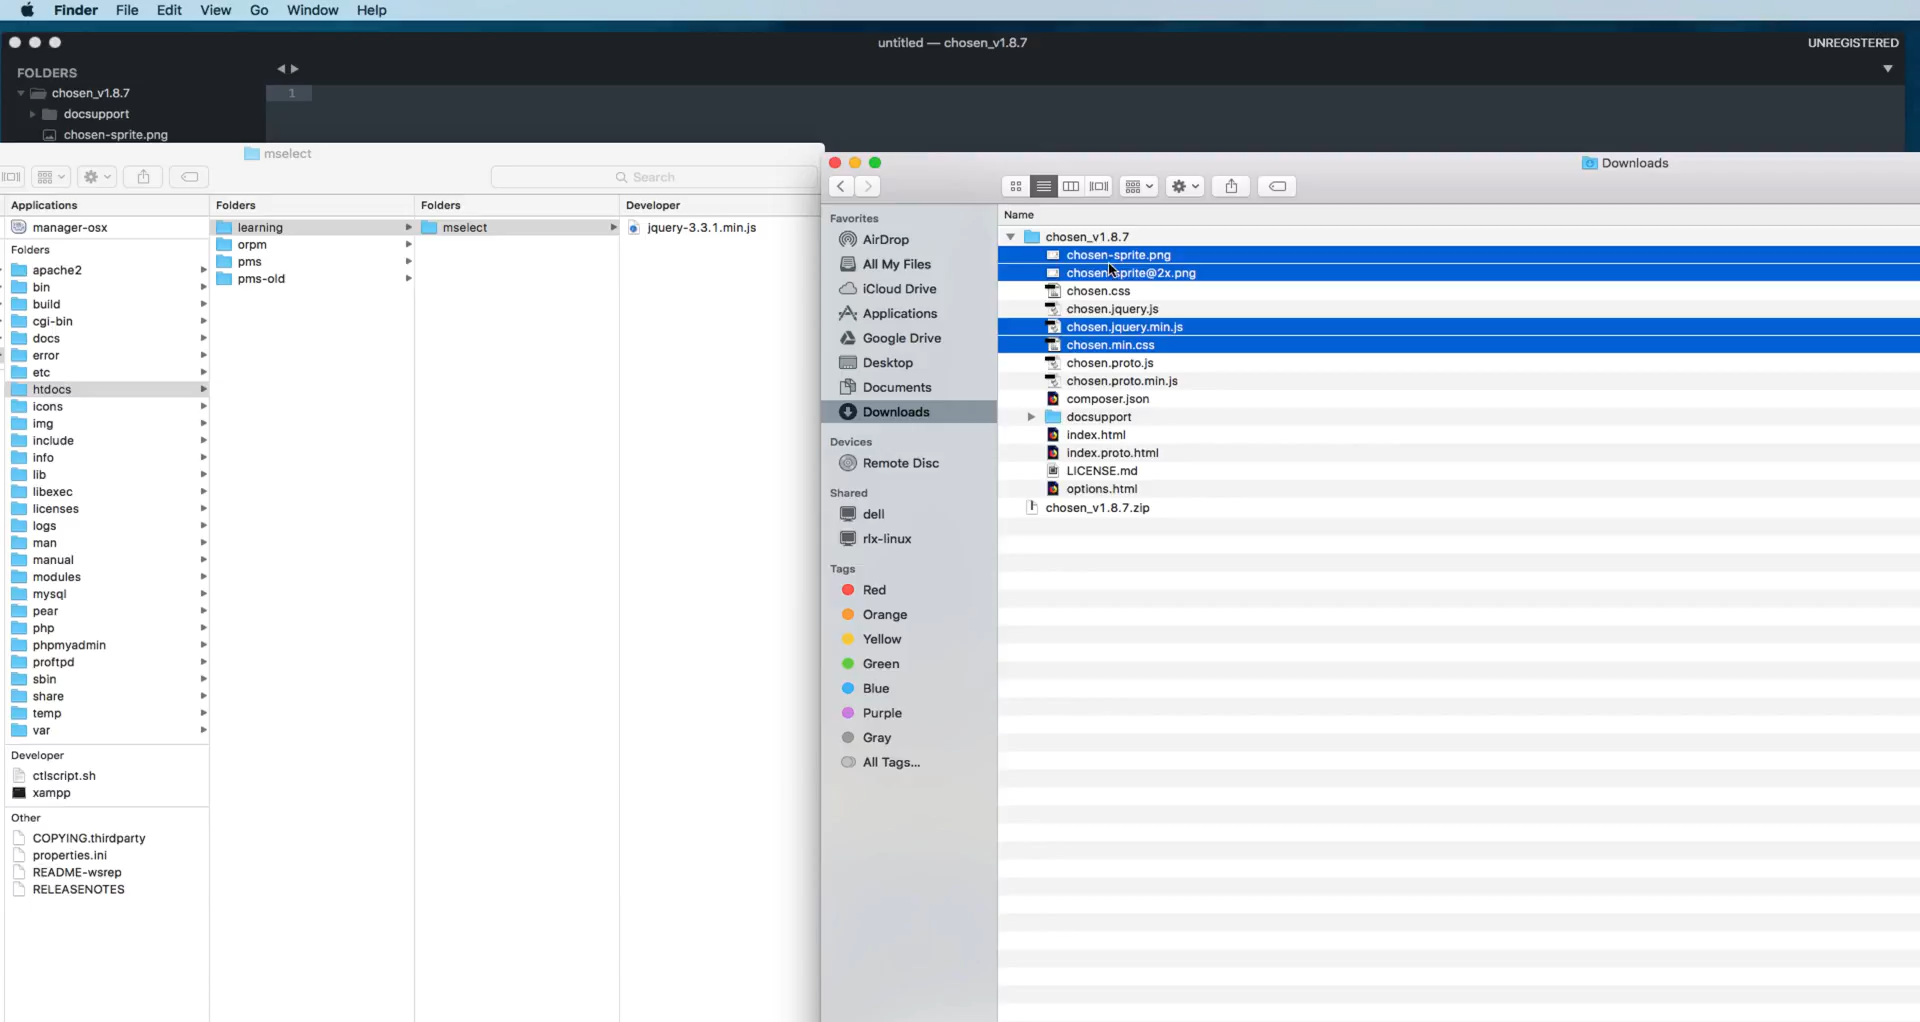 Finder File Edit View Go Window Help
untitled — chosen_v1.8.7
UNREGISTERED
FOLDERS
chosen_v1.8.7
docsupport
chosen-sprite.png
1
mselect
Search
Applications
manager-osx
Folders
apache2
bin
build
cgi-bin
docs
error
etc
htdocs
icons
img
include
info
lib
libexec
licenses
logs
man
manual
modules
mysql
pear
php
phpmyadmin
proftpd
sbin
share
temp
var
Developer
ctlscript.sh
xampp
Other
COPYING.thirdparty
properties.ini
README-wsrep
RELEASENOTES
Folders
learning
orpm
pms
pms-old
Folders
mselect
Developer
jquery-3.3.1.min.js
Downloads
Favorites
AirDrop
All My Files
iCloud Drive
Applications
Google Drive
Desktop
Documents
Downloads
Devices
Remote Disc
Shared
dell
rlx-linux
Tags
Red
Orange
Yellow
Green
Blue
Purple
Gray
All Tags...
Name
chosen_v1.8.7
chosen-sprite.png
chosen-sprite@2x.png
chosen.css
chosen.jquery.js
chosen.jquery.min.js
chosen.min.css
chosen.proto.js
chosen.proto.min.js
composer.json
docsupport
index.html
index.proto.html
LICENSE.md
options.html
chosen_v1.8.7.zip